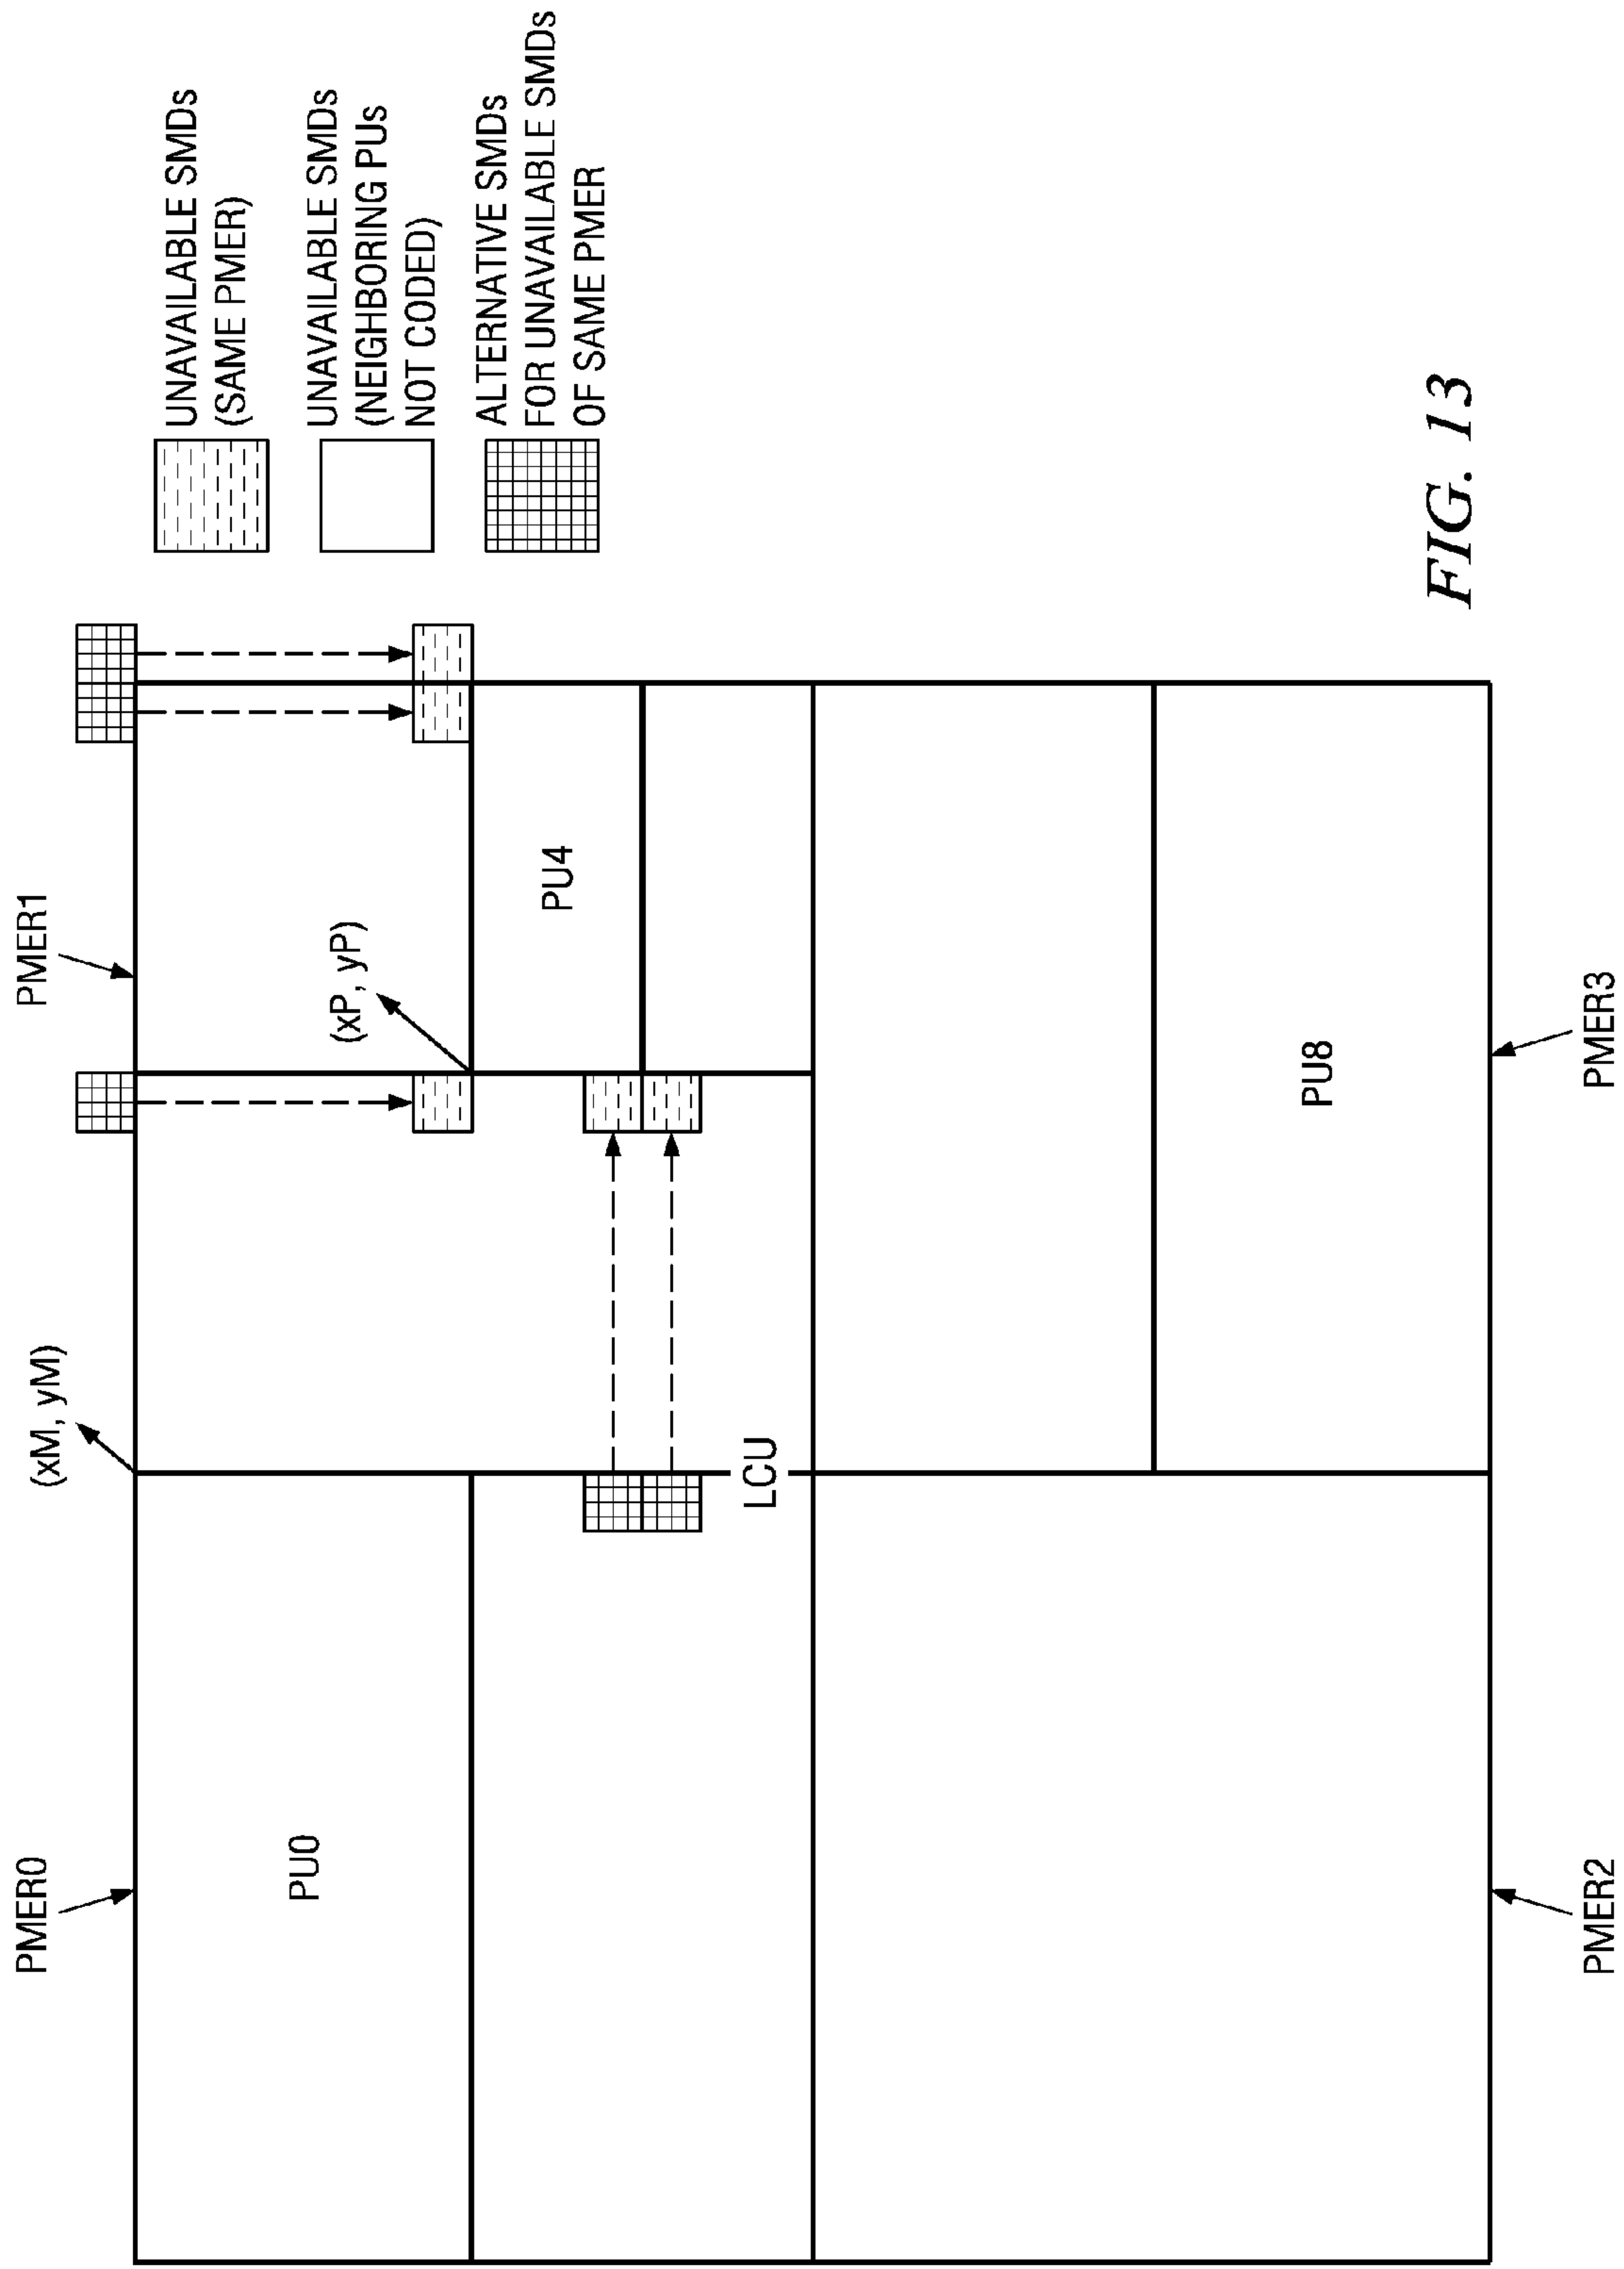 PMER0
PMER1
(xM, yM)
(xP, yP)
PU0
PU4
LCU
PU8
PMER2
PMER3
UNAVAILABLE SMDs
(SAME PMER)
UNAVAILABLE SMDs
(NEIGHBORING PUs
NOT CODED)
ALTERNATIVE SMDs
FOR UNAVAILABLE SMDs
OF SAME PMER
FIG. 13